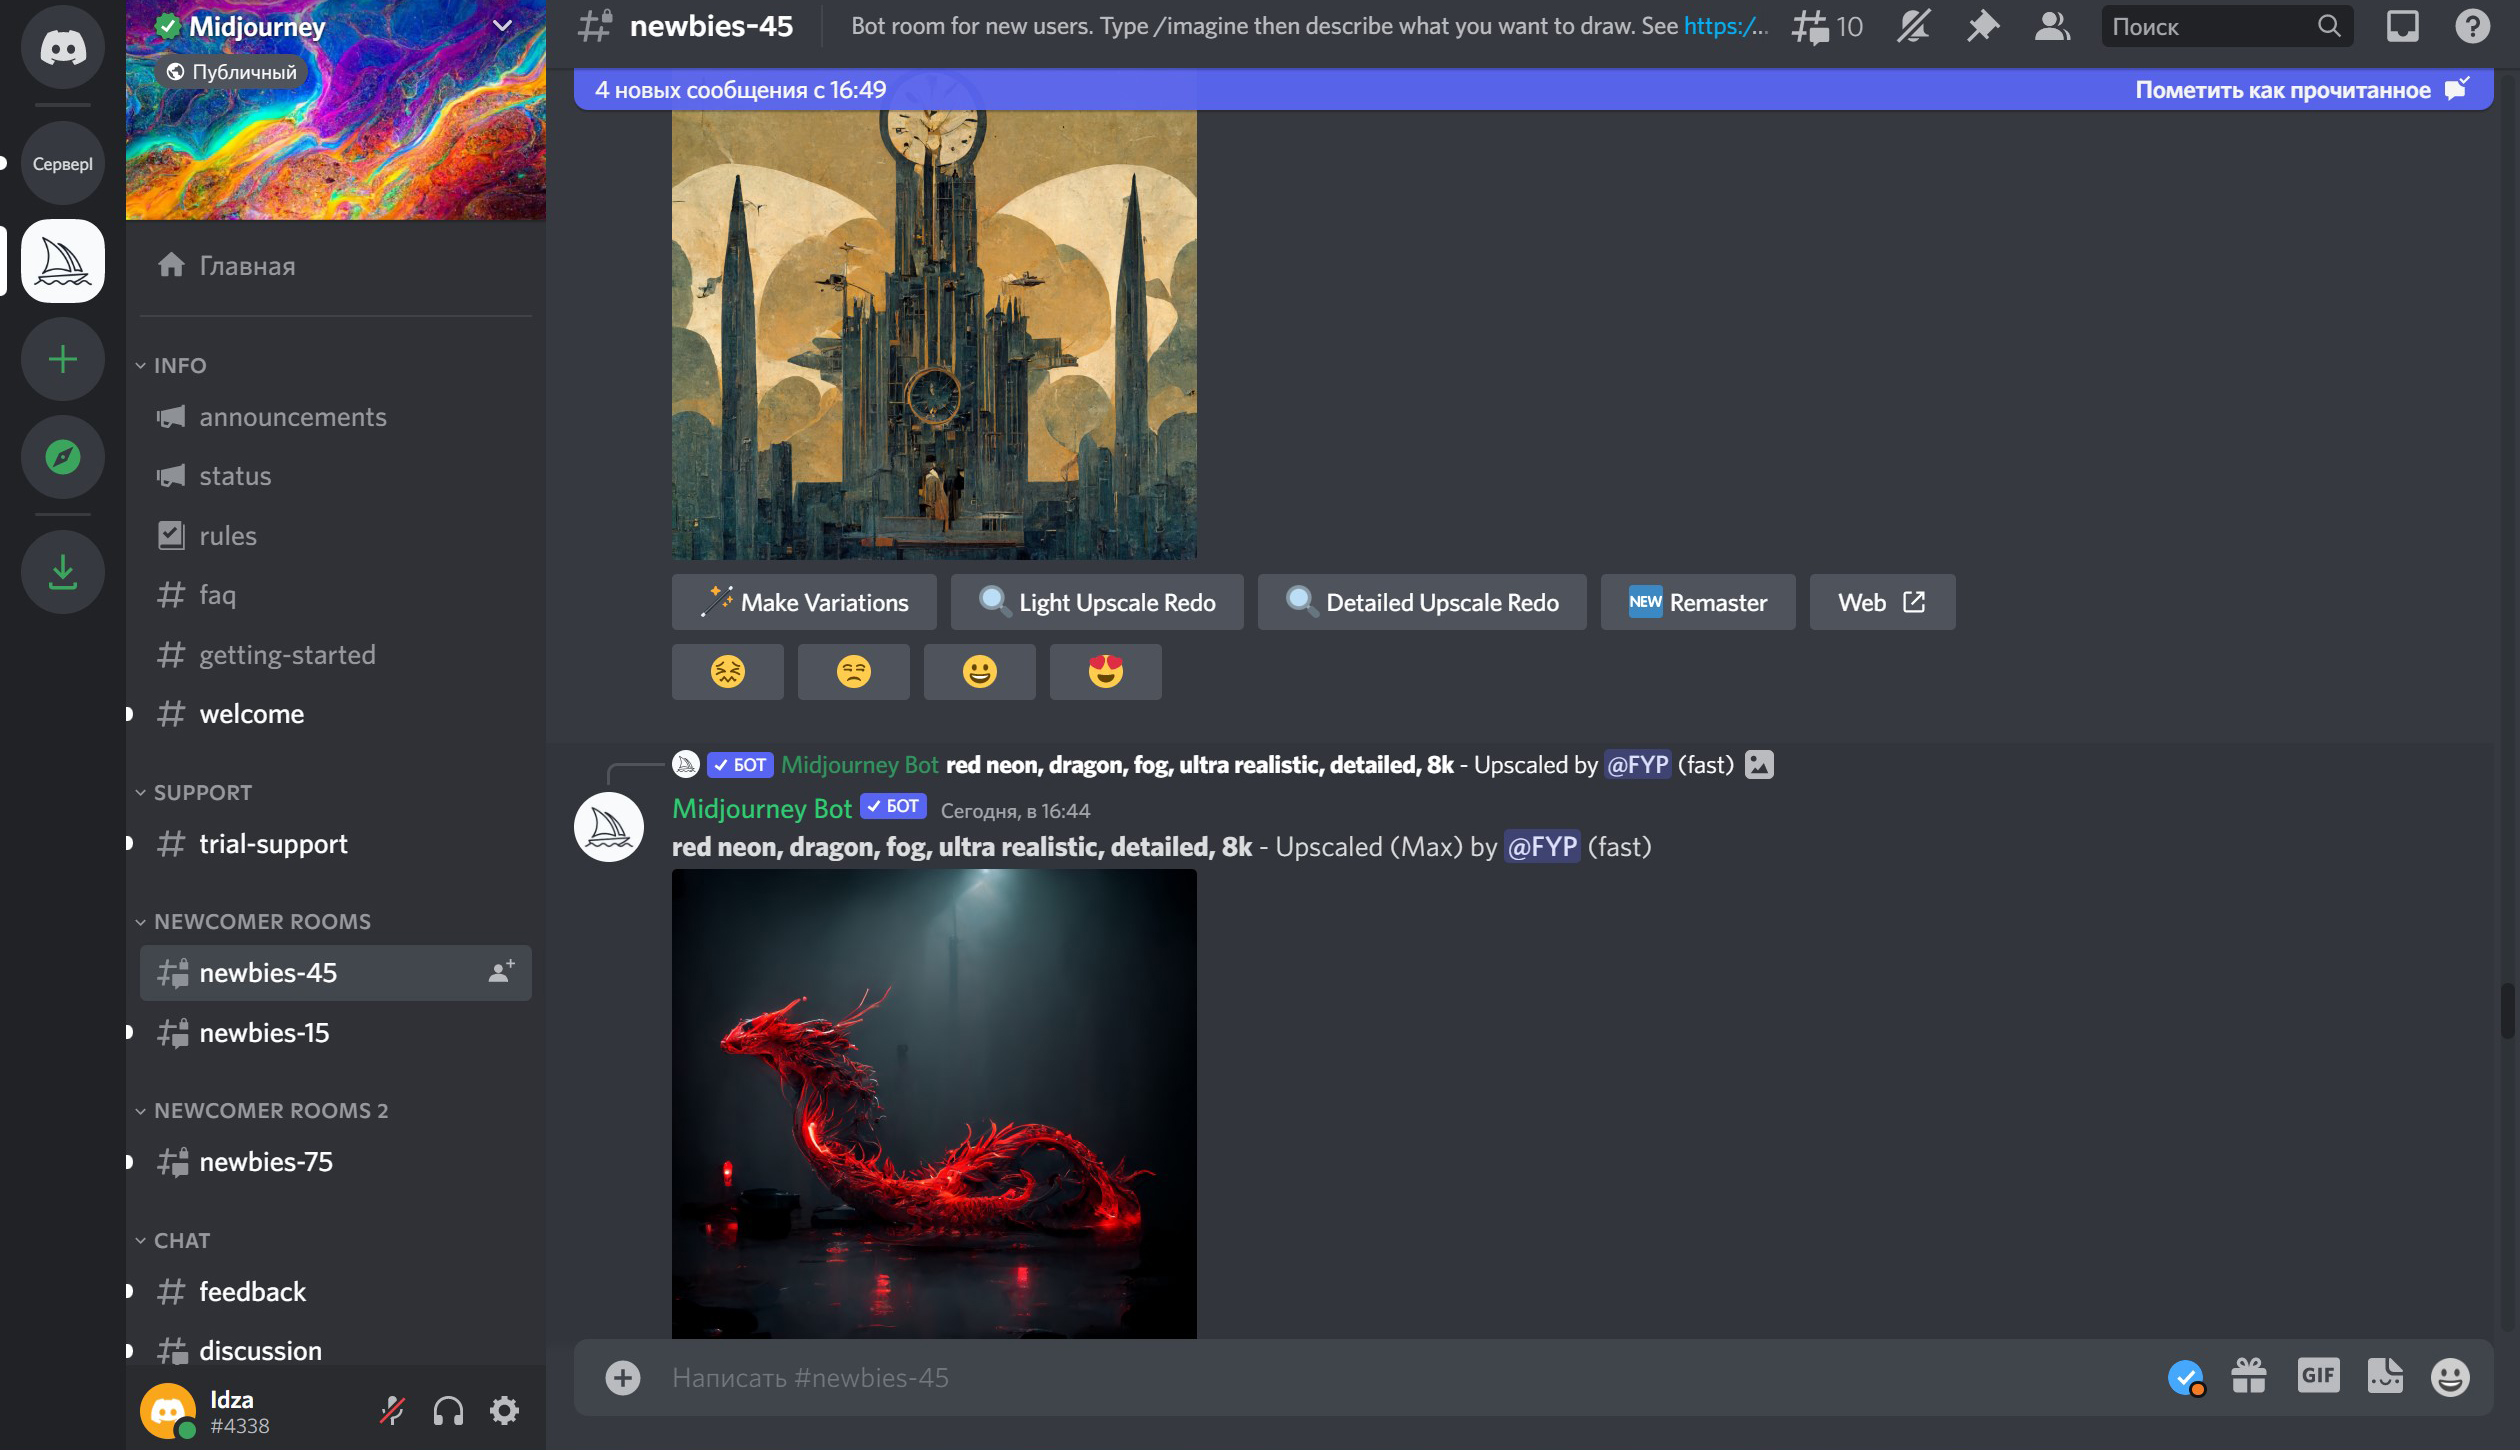 Серверı
Midjourney
Публичный
Главная
INFO
announcements
status
rules
faq
getting-started
welcome
SUPPORT
trial-support
NEWCOMER ROOMS
newbies-45
newbies-15
NEWCOMER ROOMS 2
newbies-75
CHAT
feedback
discussion
Idza
#4338
newbies-45
Bot room for new users. Type /imagine then describe what you want to draw. See https:/...
10
Поиск
4 новых сообщения с 16:49
Пометить как прочитанное
Make Variations
Light Upscale Redo
Detailed Upscale Redo
NEW Remaster
Web
БОТ Midjourney Bot red neon, dragon, fog, ultra realistic, detailed, 8k - Upscaled by @FYP (fast)
Midjourney Bot БОТ Сегодня, в 16:44
red neon, dragon, fog, ultra realistic, detailed, 8k - Upscaled (Max) by @FYP (fast)
Написать #newbies-45
GIF